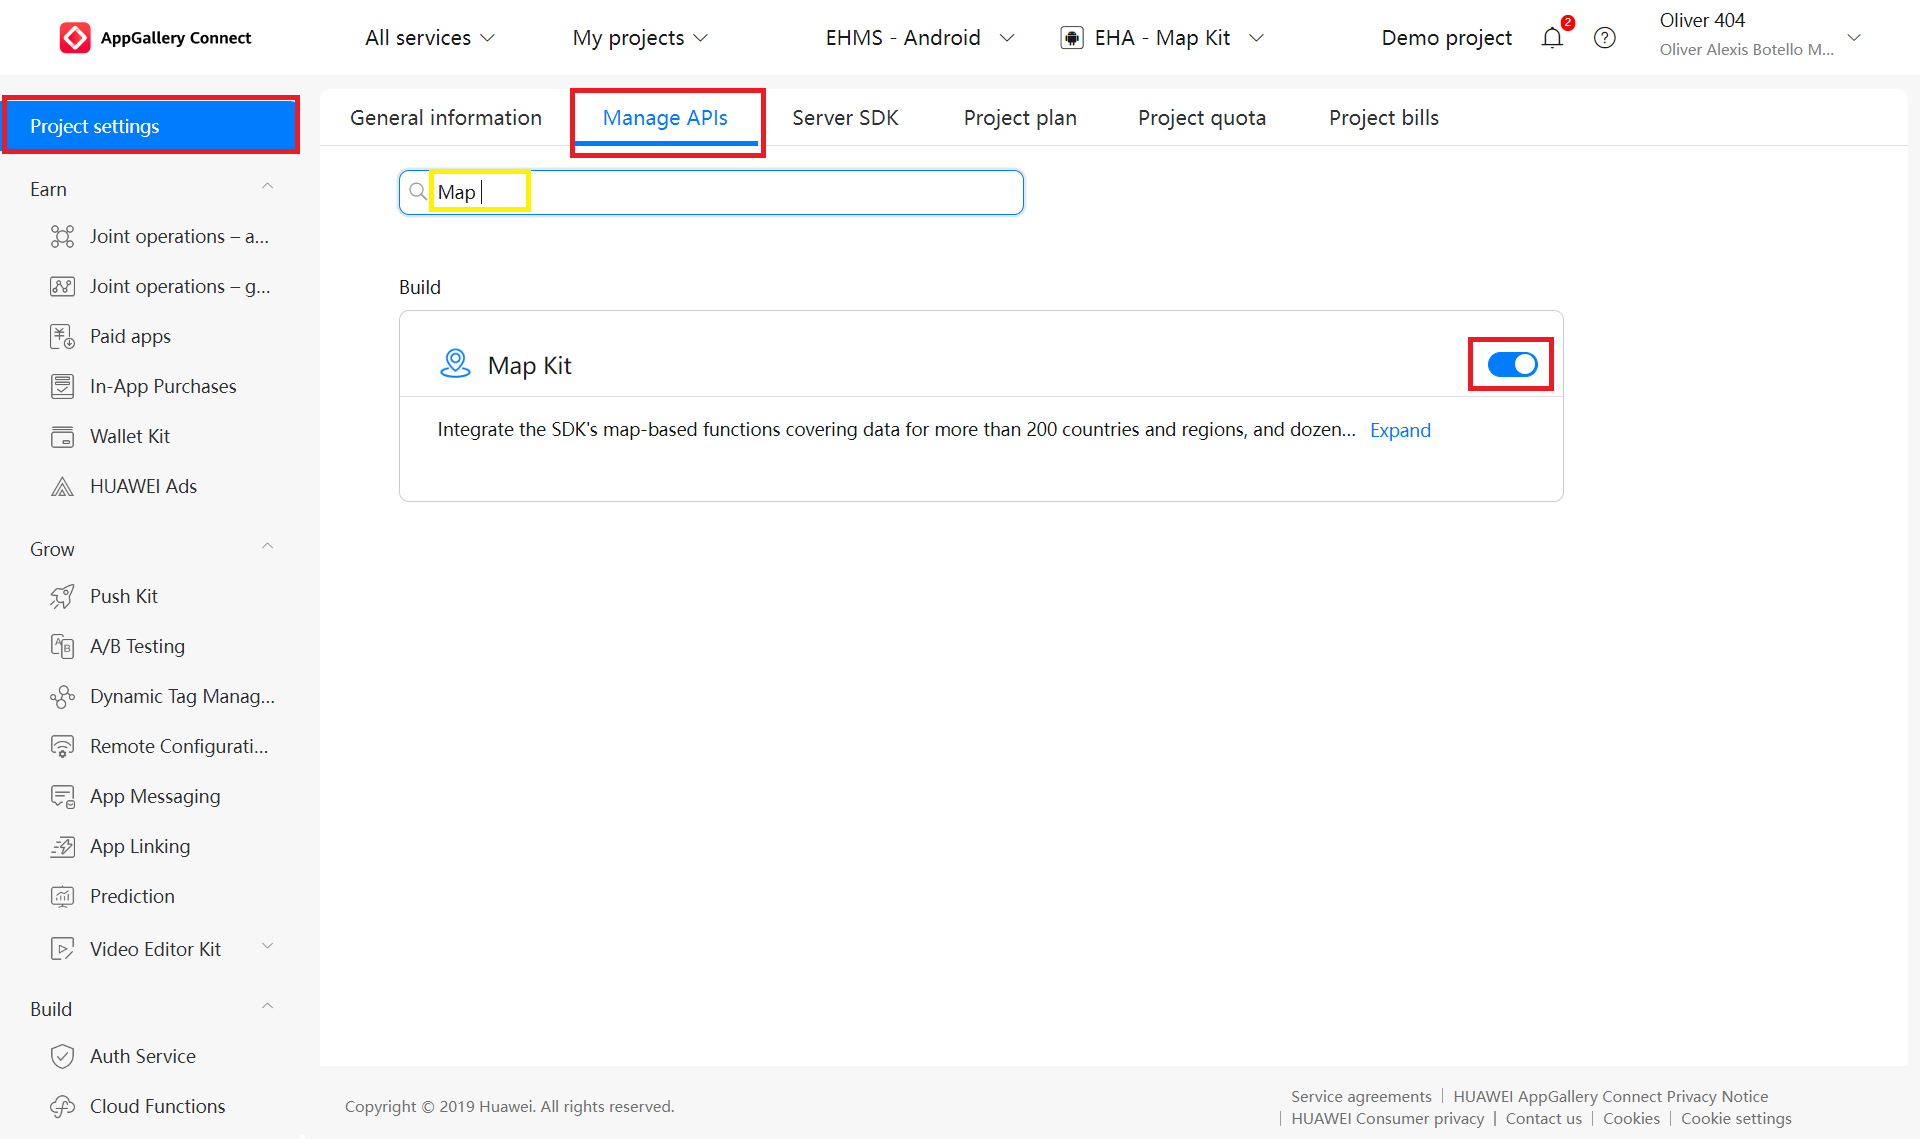 AppGallery Connect
All services
My projects
EHMS - Android
EHA - Map Kit
Demo project
2
Oliver 404
Oliver Alexis Botello M...
Project settings
Earn
Joint operations – a...
Joint operations – g...
Paid apps
In-App Purchases
Wallet Kit
HUAWEI Ads
Grow
Push Kit
A/B Testing
Dynamic Tag Manag...
Remote Configurati...
App Messaging
App Linking
Prediction
Video Editor Kit
Build
Auth Service
Cloud Functions
General information
Manage APIs
Server SDK
Project plan
Project quota
Project bills
Map
Build
Map Kit
Integrate the SDK's map-based functions covering data for more than 200 countries and regions, and dozen... Expand
Copyright © 2019 Huawei. All rights reserved.
Service agreements | HUAWEI AppGallery Connect Privacy Notice
| HUAWEI Consumer privacy | Contact us | Cookies | Cookie settings